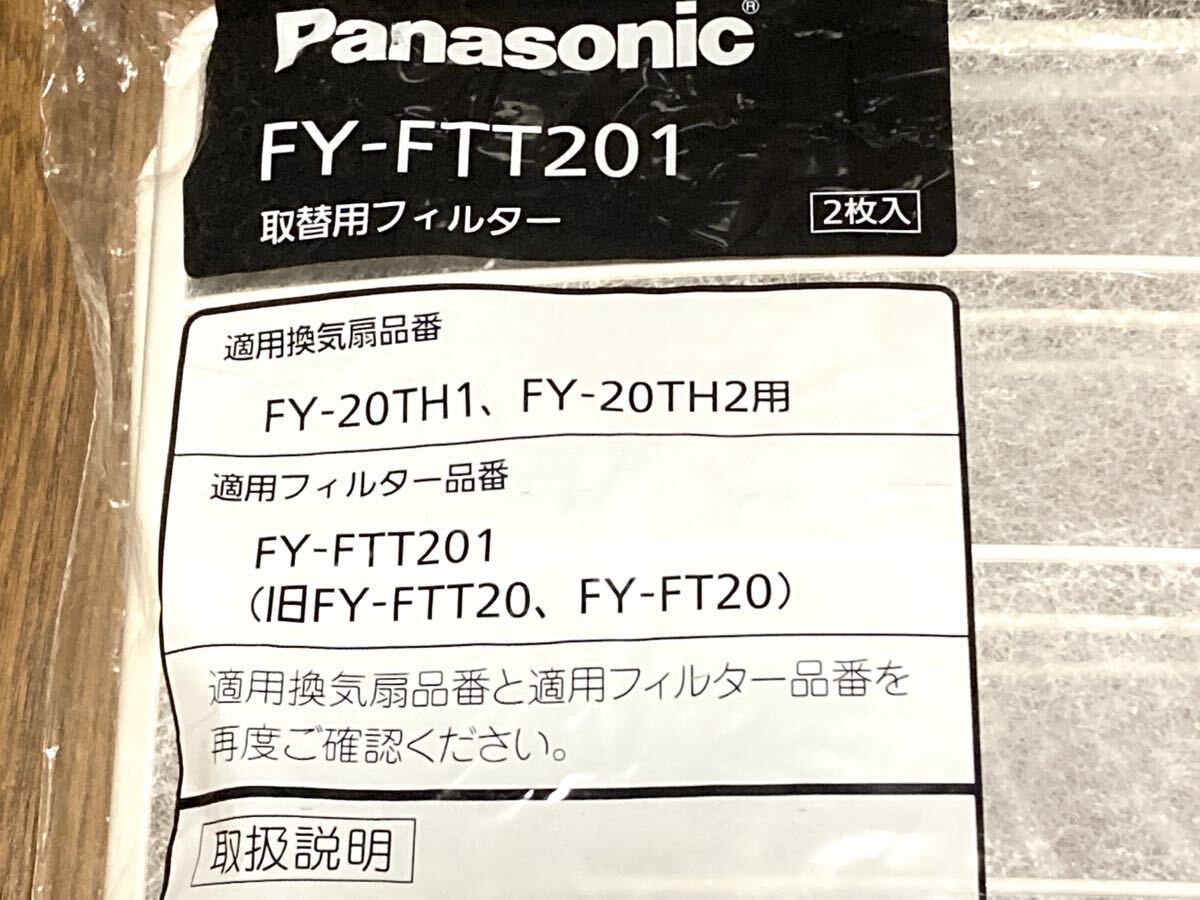 Panasonic®
FY-FTT201
取替用フィルター
2枚入
適用換気扇品番
FY-20TH1、FY-20TH2用
適用フィルター品番
FY-FTT201
（旧FY-FTT20、FY-FT20）
適用換気扇品番と適用フィルター品番を
再度ご確認ください。
取扱説明